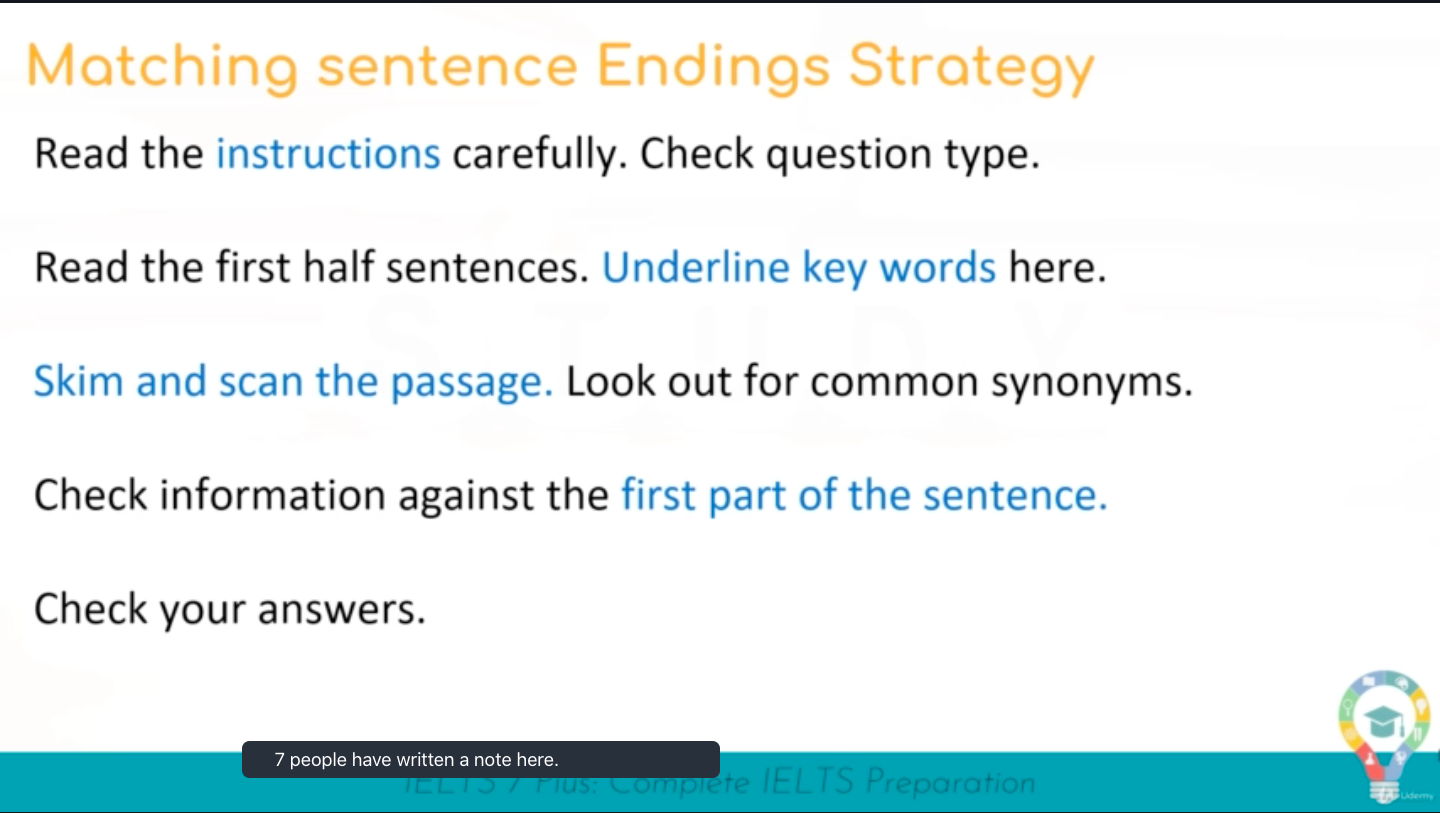 Matching sentence Endings Strategy
Read the instructions carefully. Check question type.
Read the first half sentences. Underline key words here.
STUDY
Skim and scan the passage. Look out for common synonyms.
Check information against the first part of the sentence.
Check your answers.
7 people have written a note here.
IELTS 7 Plus: Complete IELTS Preparation
Udemy